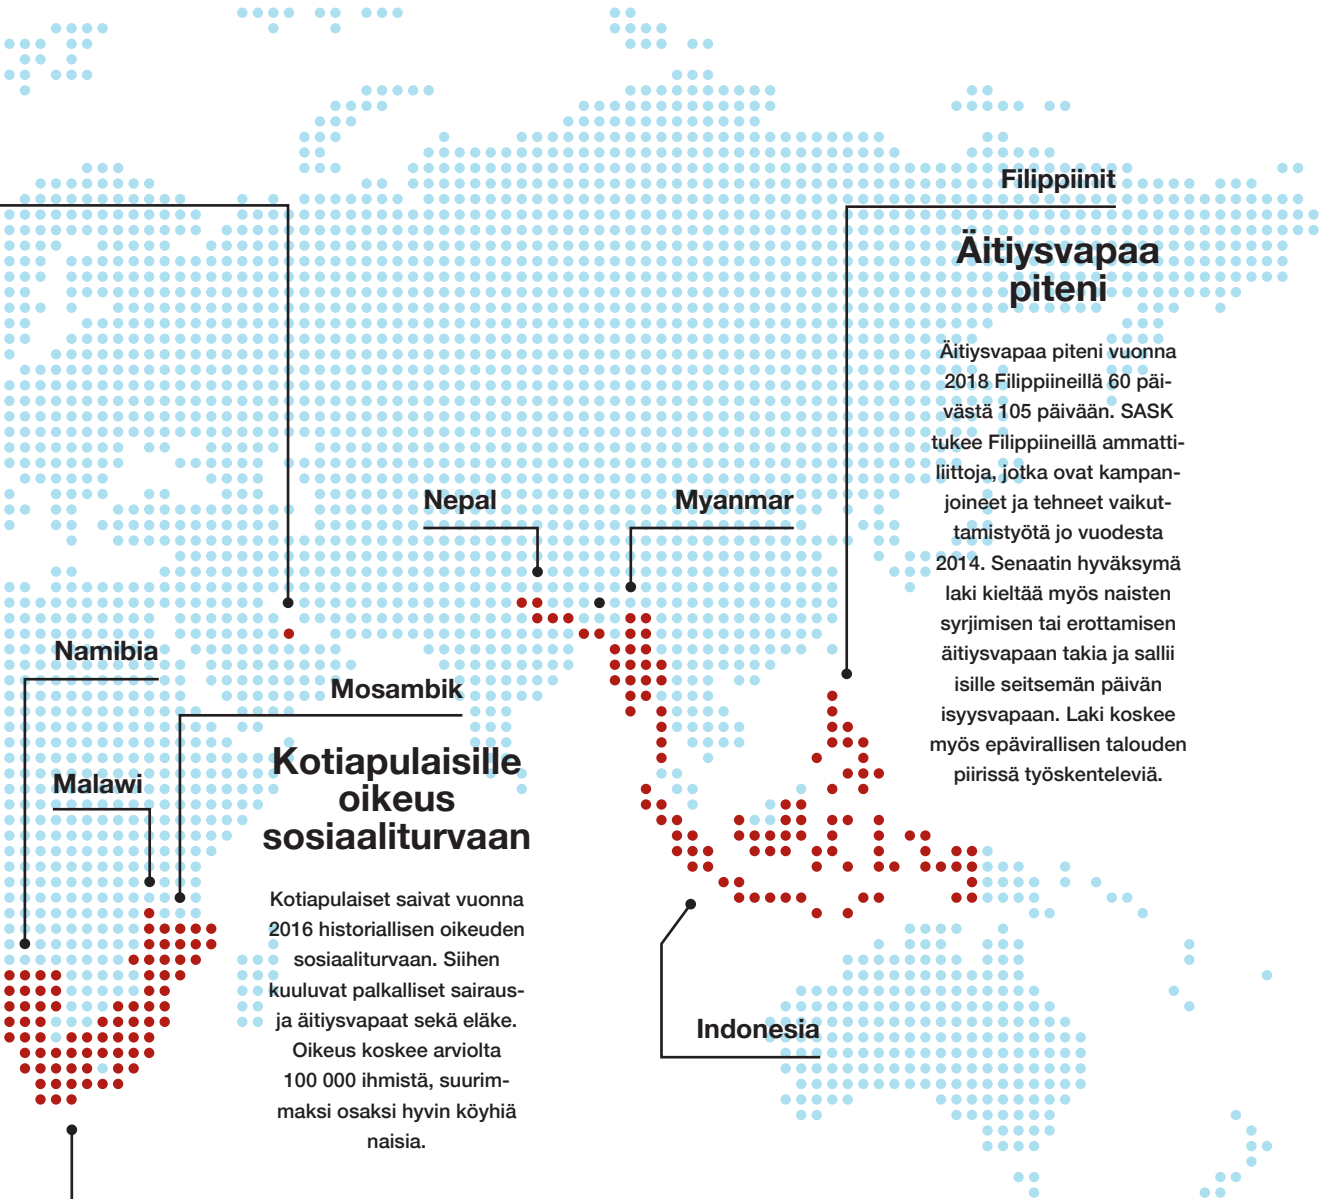 Filippiinit
Äitiysvapaa
piteni
Äitiysvapaa piteni vuonna
2018 Filippiineillä 60 päi-
västä 105 päivään. SASK
tukee Filippiineillä ammatti-
liittoja, jotka ovat kampan-
joineet ja tehneet vaikut-
tamistyötä jo vuodesta
2014. Senaatin hyväksymä
laki kieltää myös naisten
syrjimisen tai erottamisen
äitiysvapaan takia ja sallii
isille seitsemän päivän
isyysvapaan. Laki koskee
myös epävirallisen talouden
piirissä työskenteleviä.
Nepal
Myanmar
Namibia
Malawi
Mosambik
Kotiapulaisille
oikeus
sosiaaliturvaan
Kotiapulaiset saivat vuonna
2016 historiallisen oikeuden
sosiaaliturvaan. Siihen
kuuluvat palkalliset sairaus-
ja äitiysvapaat sekä eläke.
Oikeus koskee arviolta
100 000 ihmistä, suurim-
maksi osaksi hyvin köyhiä
naisia.
Indonesia